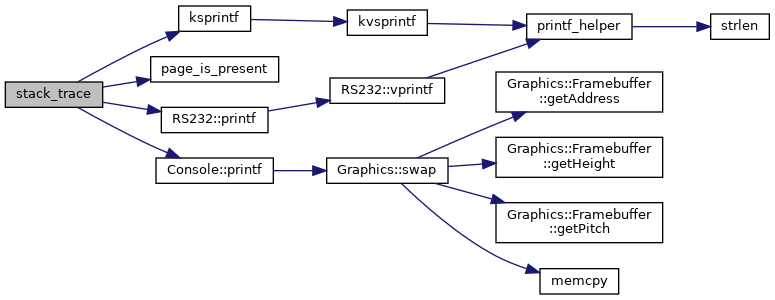 stack_trace
ksprintf
page_is_present
RS232::printf
Console::printf
kvsprintf
RS232::vprintf
Graphics::swap
printf_helper
strlen
Graphics::Framebuffer
::getAddress
Graphics::Framebuffer
::getHeight
Graphics::Framebuffer
::getPitch
memcpy